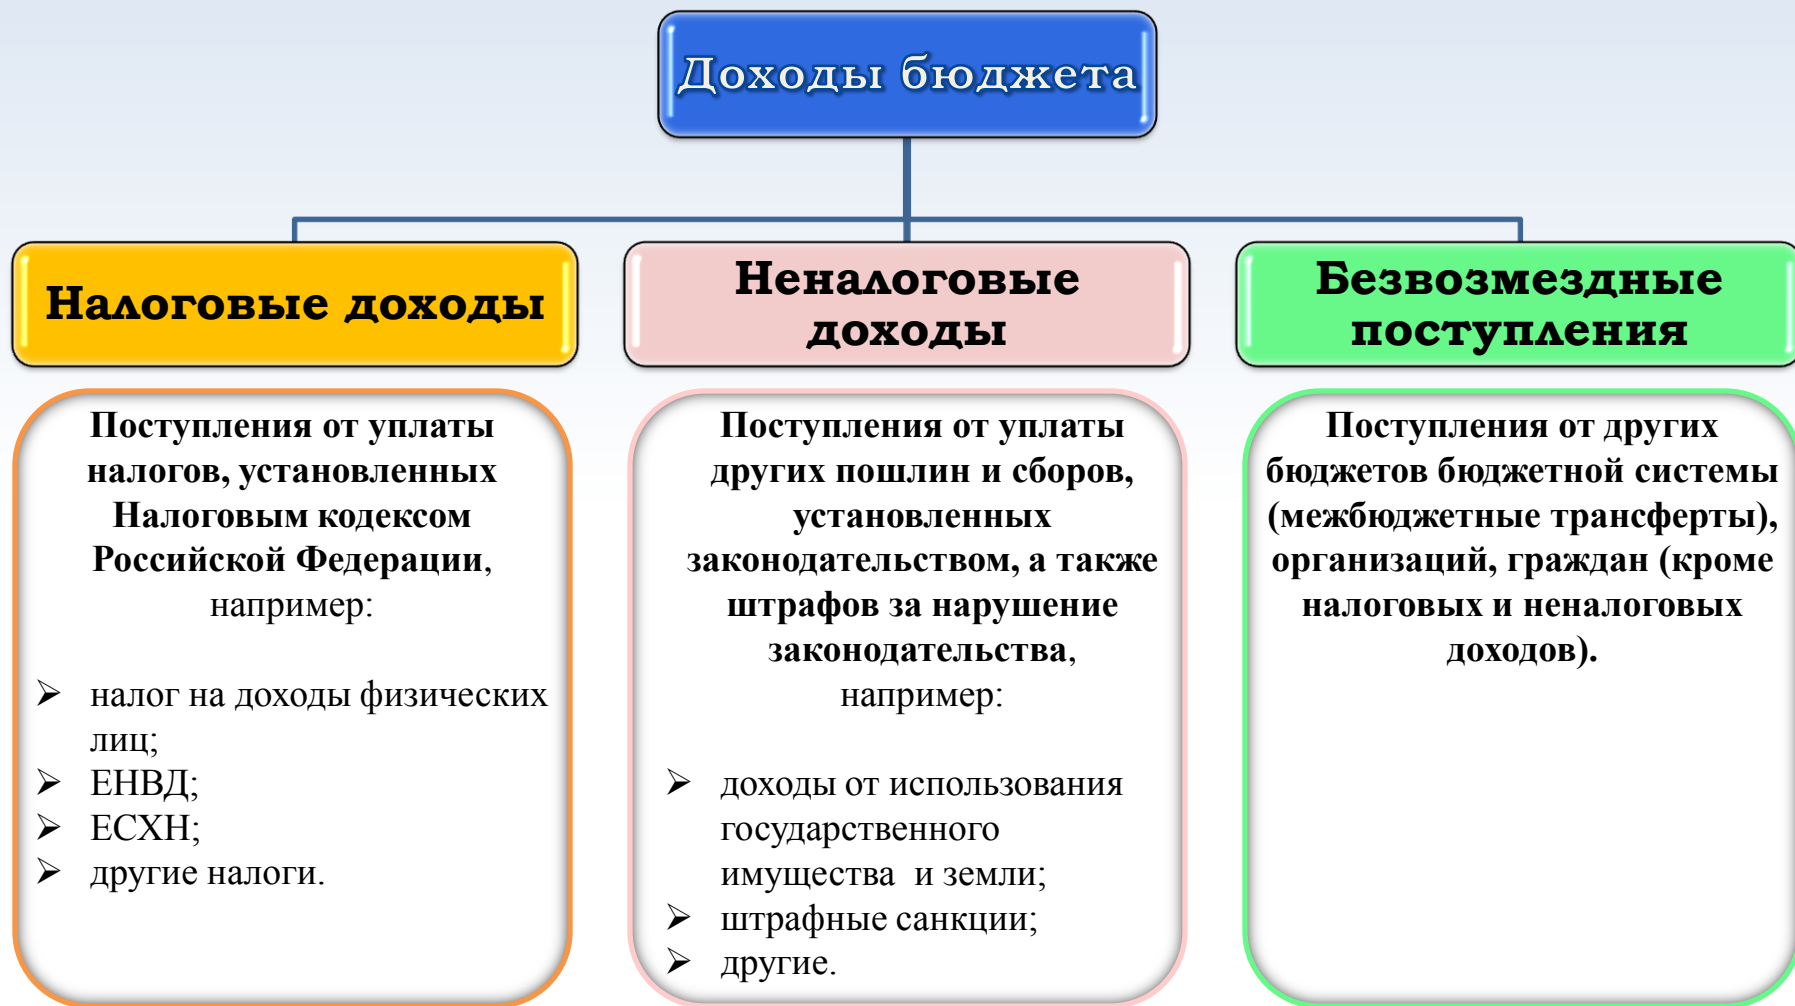 Доходы бюджета
Налоговые доходы
Поступления от уплаты
налогов, установленных
Налоговым кодексом
Российской Федерации,
например:
➢ налог на доходы физических
лиц;
➢ ЕНВД;
➢ ЕСХН;
➢ другие налоги.
Неналоговые
доходы
Поступления от уплаты
других пошлин и сборов,
установленных
законодательством, а также
штрафов за нарушение
законодательства,
например:
➢ доходы от использования
государственного
имущества и земли;
➢ штрафные санкции;
➢ другие.
Безвозмездные
поступления
Поступления от других
бюджетов бюджетной системы
(межбюджетные трансферты),
организаций, граждан (кроме
налоговых и неналоговых
доходов).